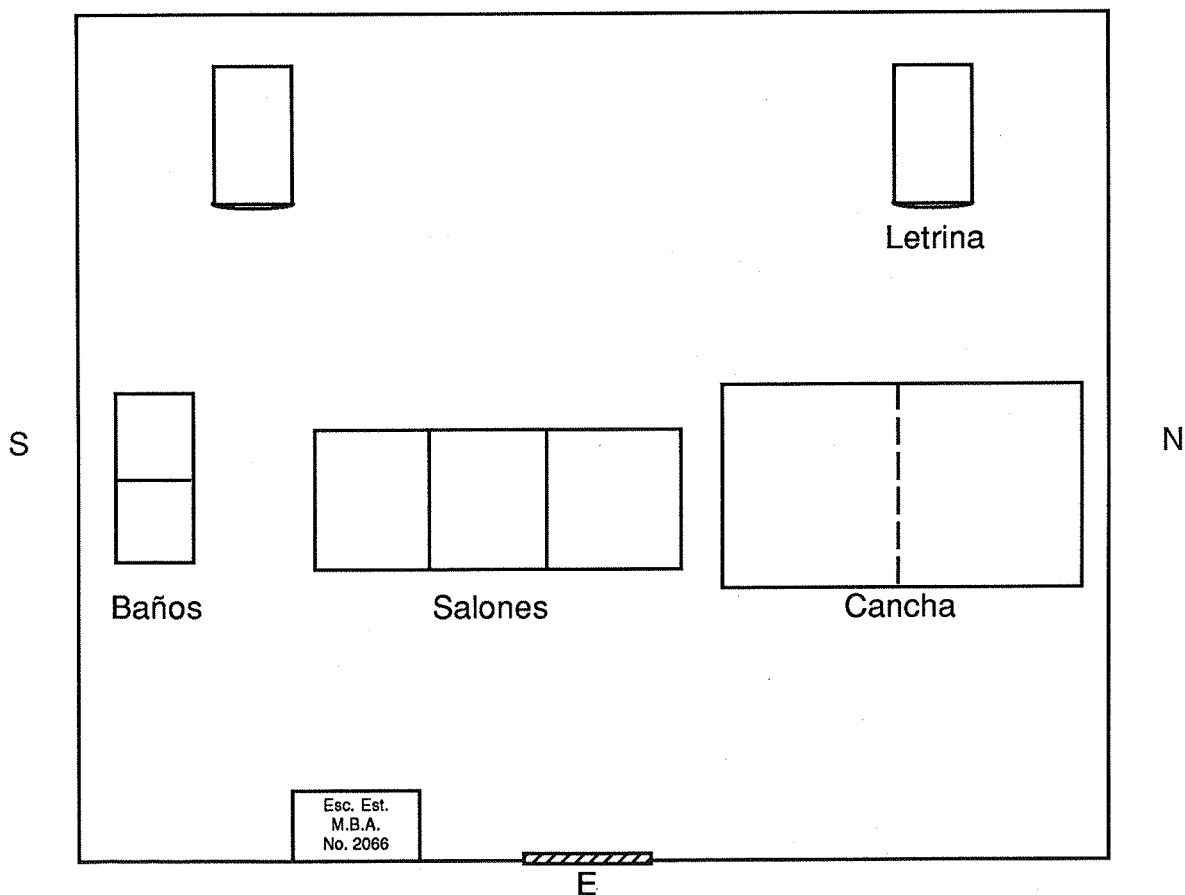 Letrina
S
N
Baños
Salones
Cancha
Esc. Est.
M.B.A.
No. 2066
E